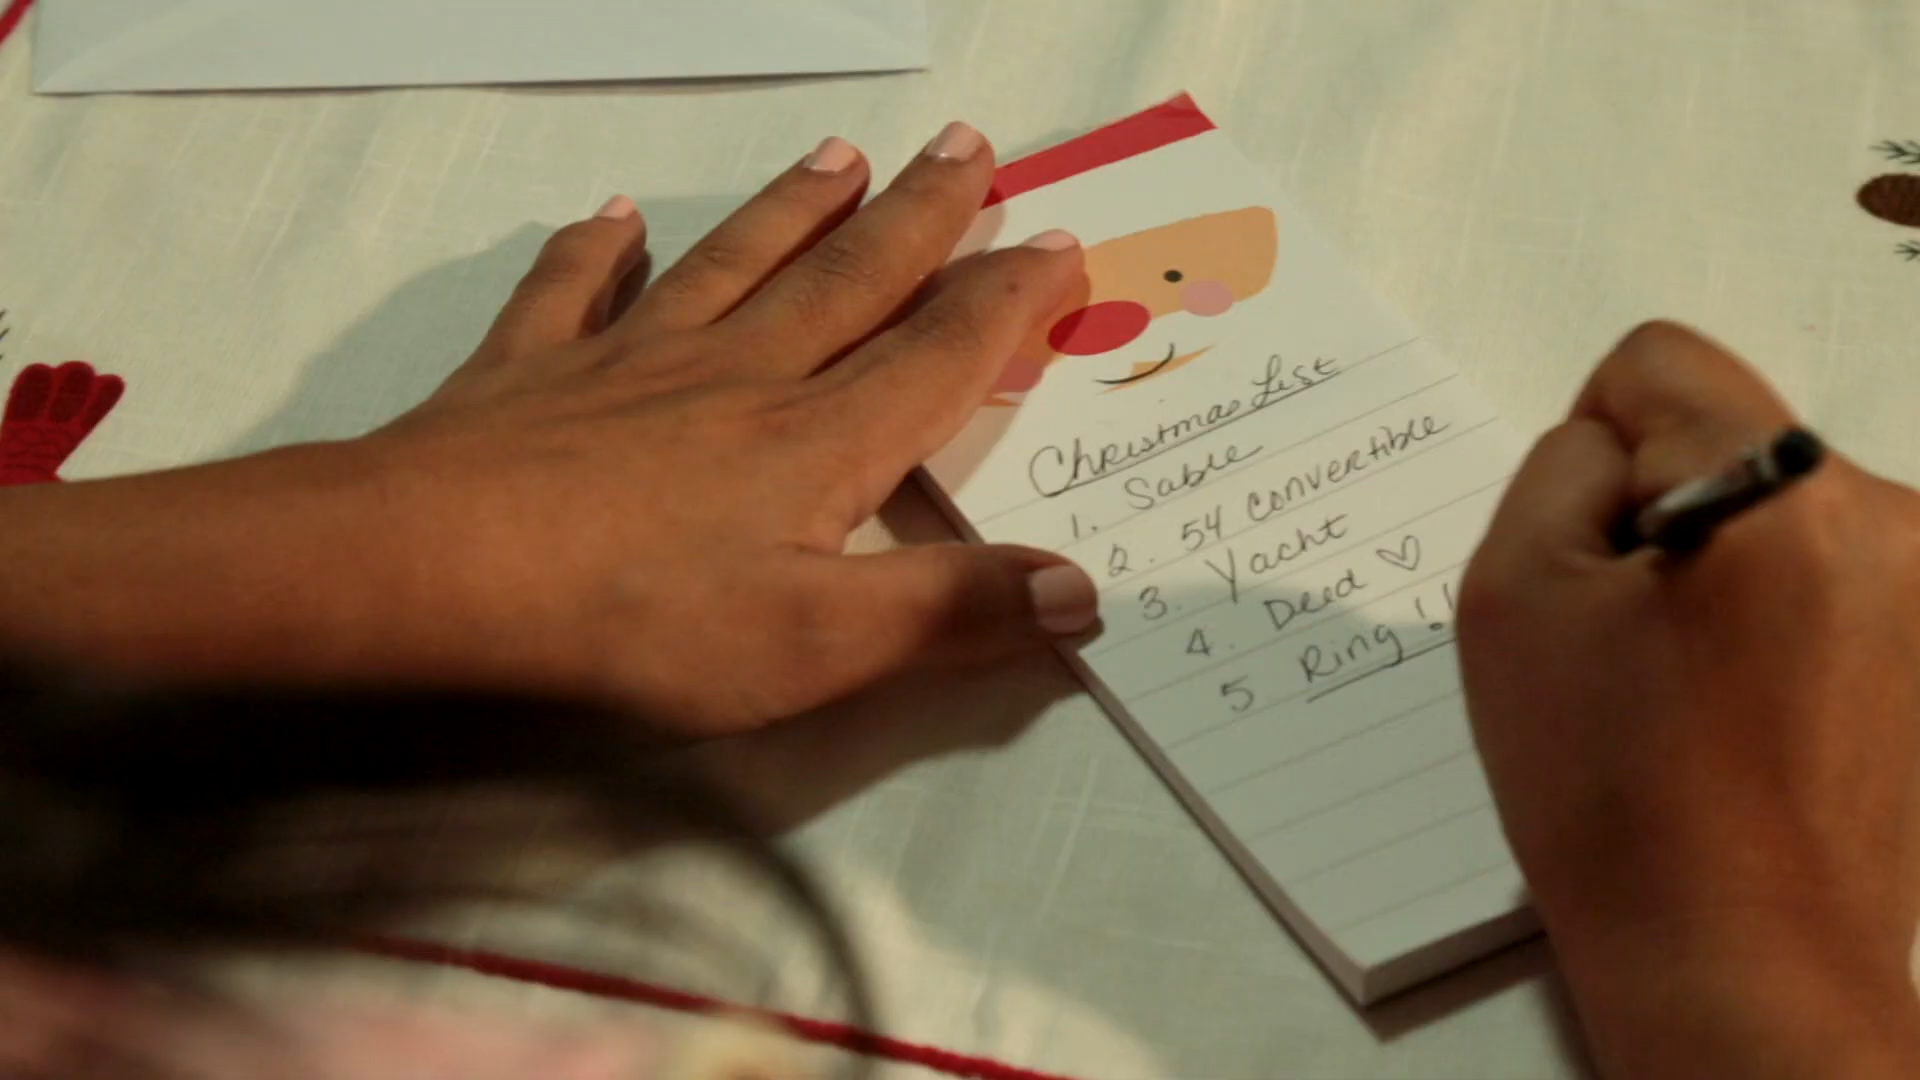 Christmas List
1. Sable
2. 54 convertible
3. Yacht
4. Deed ♡
5 Ring!!